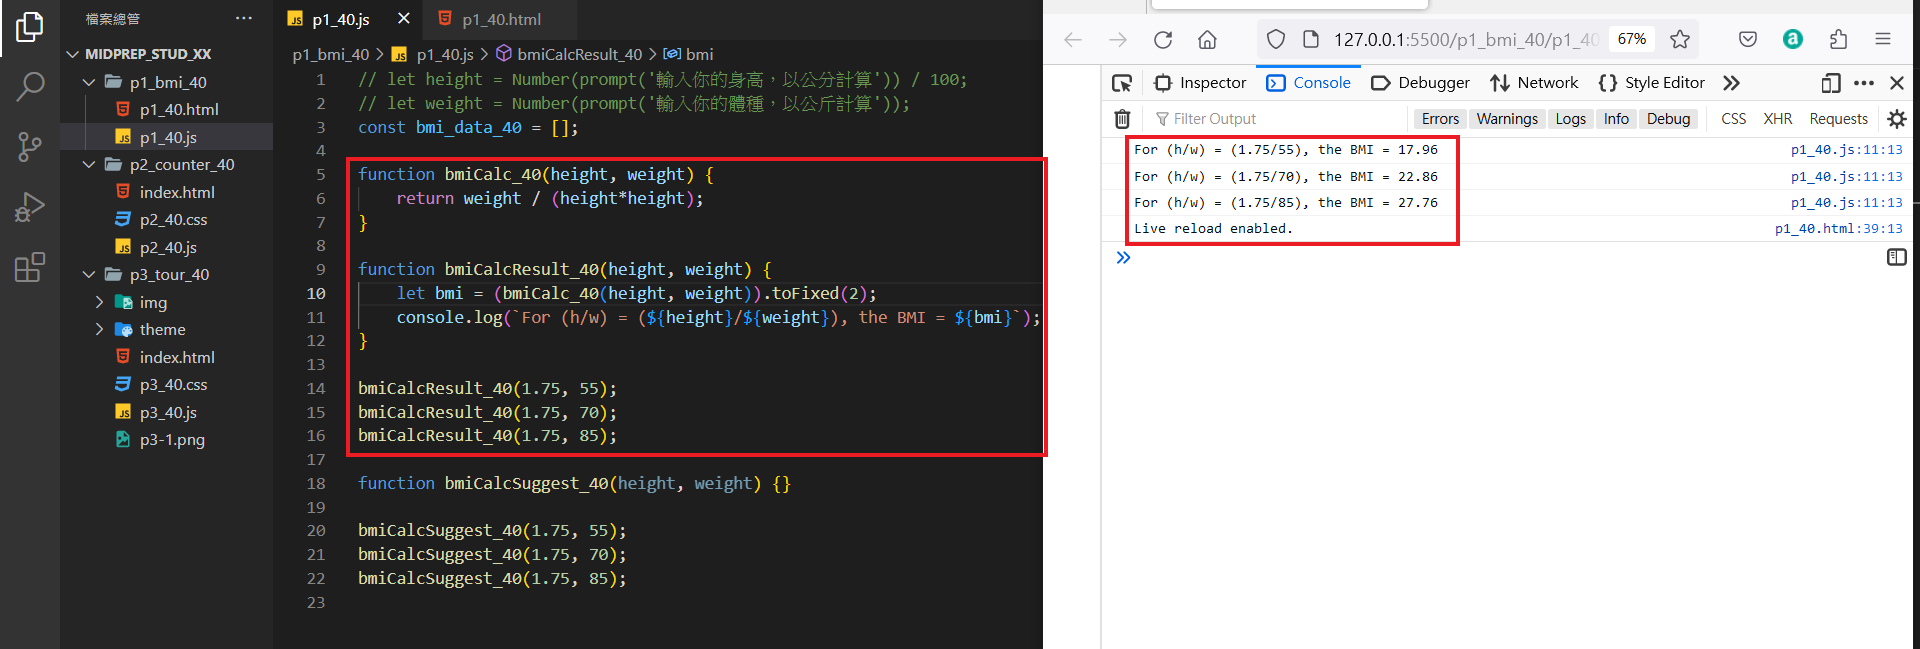 檔案總管
MIDPREP_STUD_XX
p1_bmi_40
p1_40.html
p1_40.js
p2_counter_40
index.html
p2_40.css
p2_40.js
p3_tour_40
img
theme
index.html
p3_40.css
p3_40.js
p3-1.png
JS p1_40.js
p1_40.html
p1_bmi_40 > JS p1_40.js > bmiCalcResult_40 > bmi
1 // let height = Number(prompt('輸入你的身高，以公分計算')) / 100;
2 // let weight = Number(prompt('輸入你的體種，以公斤計算'));
3 const bmi_data_40 = [];
4
5 function bmiCalc_40(height, weight) {
6 return weight / (height*height);
7 }
8
9 function bmiCalcResult_40(height, weight) {
10 let bmi = (bmiCalc_40(height, weight)).toFixed(2);
11 console.log(`For (h/w) = (${height}/${weight}), the BMI = ${bmi}`);
12 }
13
14 bmiCalcResult_40(1.75, 55);
15 bmiCalcResult_40(1.75, 70);
16 bmiCalcResult_40(1.75, 85);
17
18 function bmiCalcSuggest_40(height, weight) {}
19
20 bmiCalcSuggest_40(1.75, 55);
21 bmiCalcSuggest_40(1.75, 70);
22 bmiCalcSuggest_40(1.75, 85);
23
127.0.0.1:5500/p1_bmi_40/p1_40
67%
Inspector Console Debugger Network Style Editor
Filter Output
Errors Warnings Logs Info Debug CSS XHR Requests
For (h/w) = (1.75/55), the BMI = 17.96 p1_40.js:11:13
For (h/w) = (1.75/70), the BMI = 22.86 p1_40.js:11:13
For (h/w) = (1.75/85), the BMI = 27.76 p1_40.js:11:13
Live reload enabled. p1_40.html:39:13